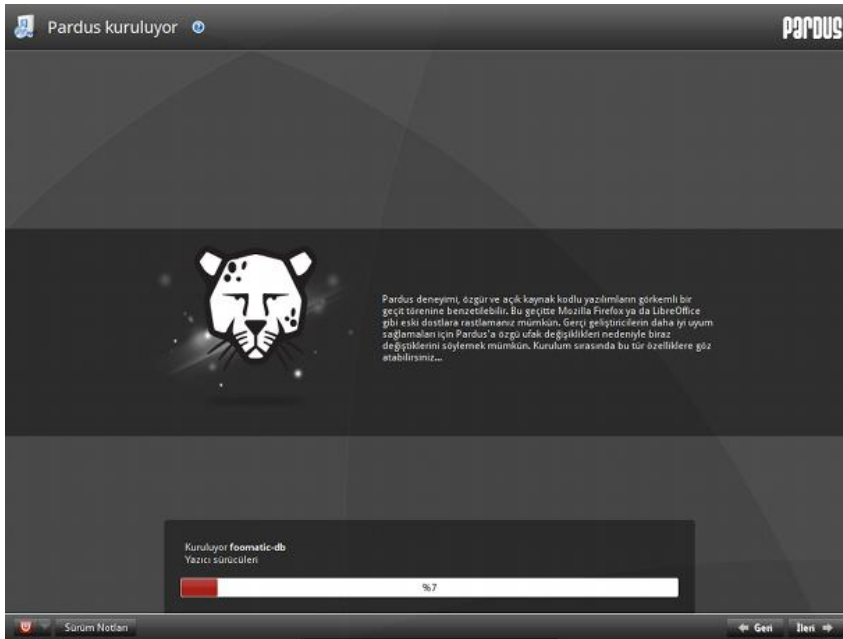 Pardus kuruluyor
PARDUS
Pardus deneyimi, özgür ve açık kaynak kodlu yazılımların görkemli bir
geçit törenine benzetilebilir. Bu geçitte Mozilla Firefox ya da LibreOffice
gibi eski dostlara rastlamanız mümkün. Gerçi geliştiricilerin daha iyi uyum
sağlamaları için Pardus'a özgü ufak değişiklikleri nedeniyle biraz
değiştiklerini söylemek mümkün. Kurulum sırasında bu tür özelliklere göz
atabilirsiniz...
Kuruluyor foomatic-db
Yazıcı sürücüleri
%7
Sürüm Notları
Geri
İleri